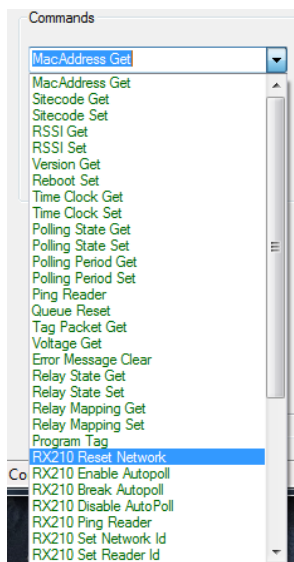 Commands
MacAddress Get
MacAddress Get
Sitecode Get
Sitecode Set
RSSI Get
RSSI Set
Version Get
Reboot Set
Time Clock Get
Time Clock Set
Polling State Get
Polling State Set
Polling Period Get
Polling Period Set
Ping Reader
Queue Reset
Tag Packet Get
Voltage Get
Error Message Clear
Relay State Get
Relay State Set
Relay Mapping Get
Relay Mapping Set
Program Tag
RX210 Reset Network
Co
RX210 Enable Autopoll
RX210 Break Autopoll
RX210 Disable AutoPoll
RX210 Ping Reader
RX210 Set Network Id
RX210 Set Reader Id